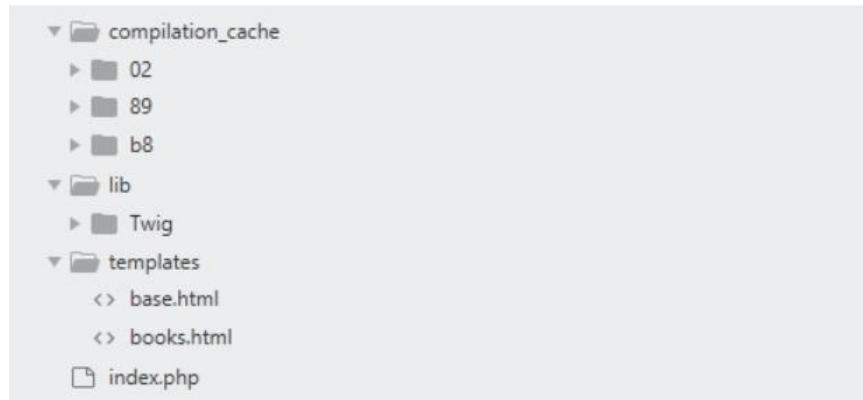 compilation_cache
02
89
b8
lib
Twig
templates
base.html
books.html
index.php